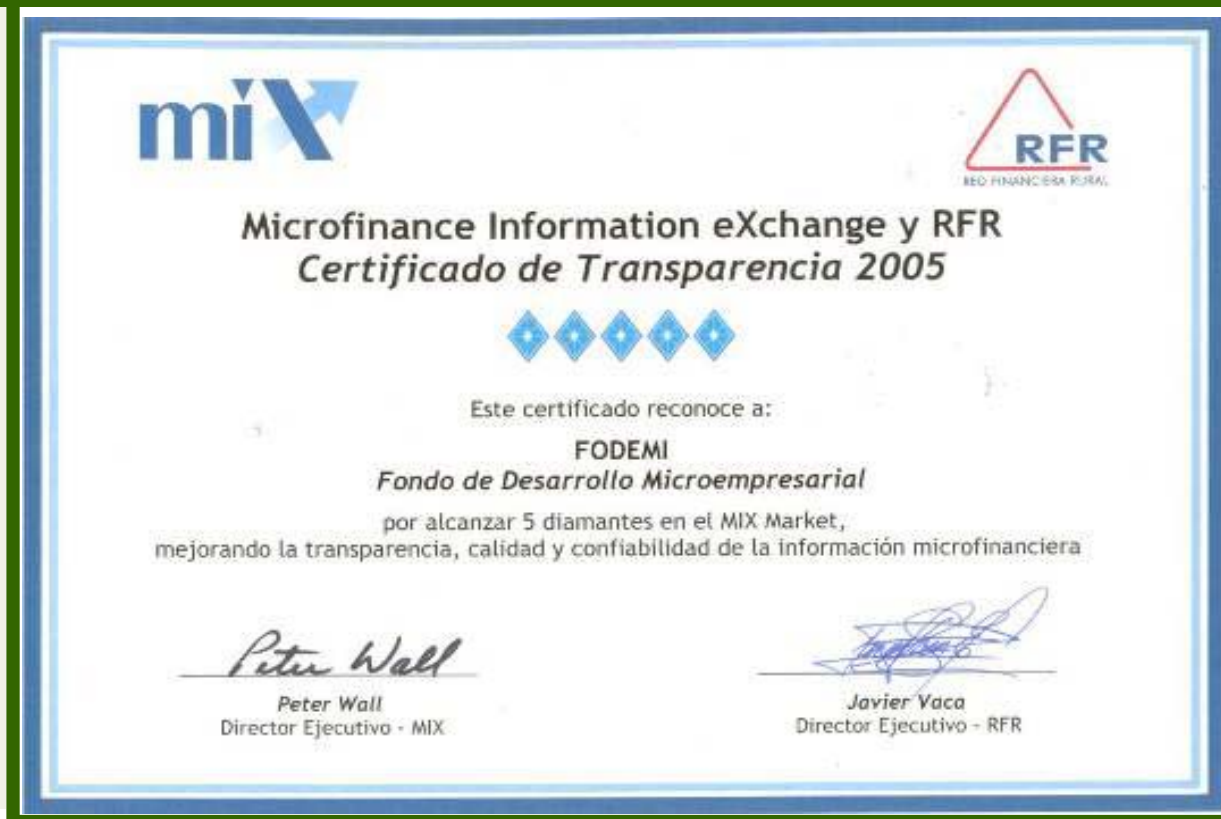 miX
RFR
RED FINANCIERA RURAL
Microfinance Information eXchange y RFR
Certificado de Transparencia 2005
Este certificado reconoce a:
FODEMI
Fondo de Desarrollo Microempresarial
por alcanzar 5 diamantes en el MIX Market,
mejorando la transparencia, calidad y confiabilidad de la información microfinanciera
Peter Wall
Peter Wall
Director Ejecutivo - MIX
Javier Vaca
Director Ejecutivo - RFR